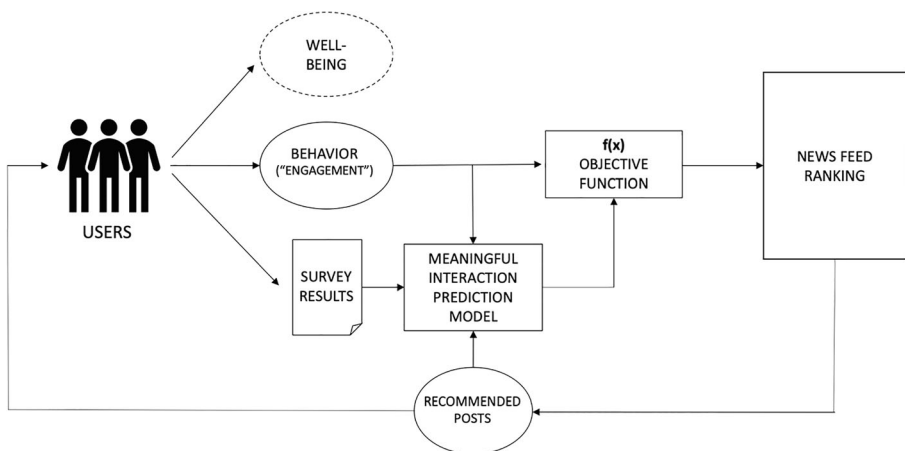 WELL-
BEING
BEHAVIOR
("ENGAGEMENT")
f(x)
OBJECTIVE
FUNCTION
NEWS FEED
RANKING
USERS
SURVEY
RESULTS
MEANINGFUL
INTERACTION
PREDICTION
MODEL
RECOMMENDED
POSTS